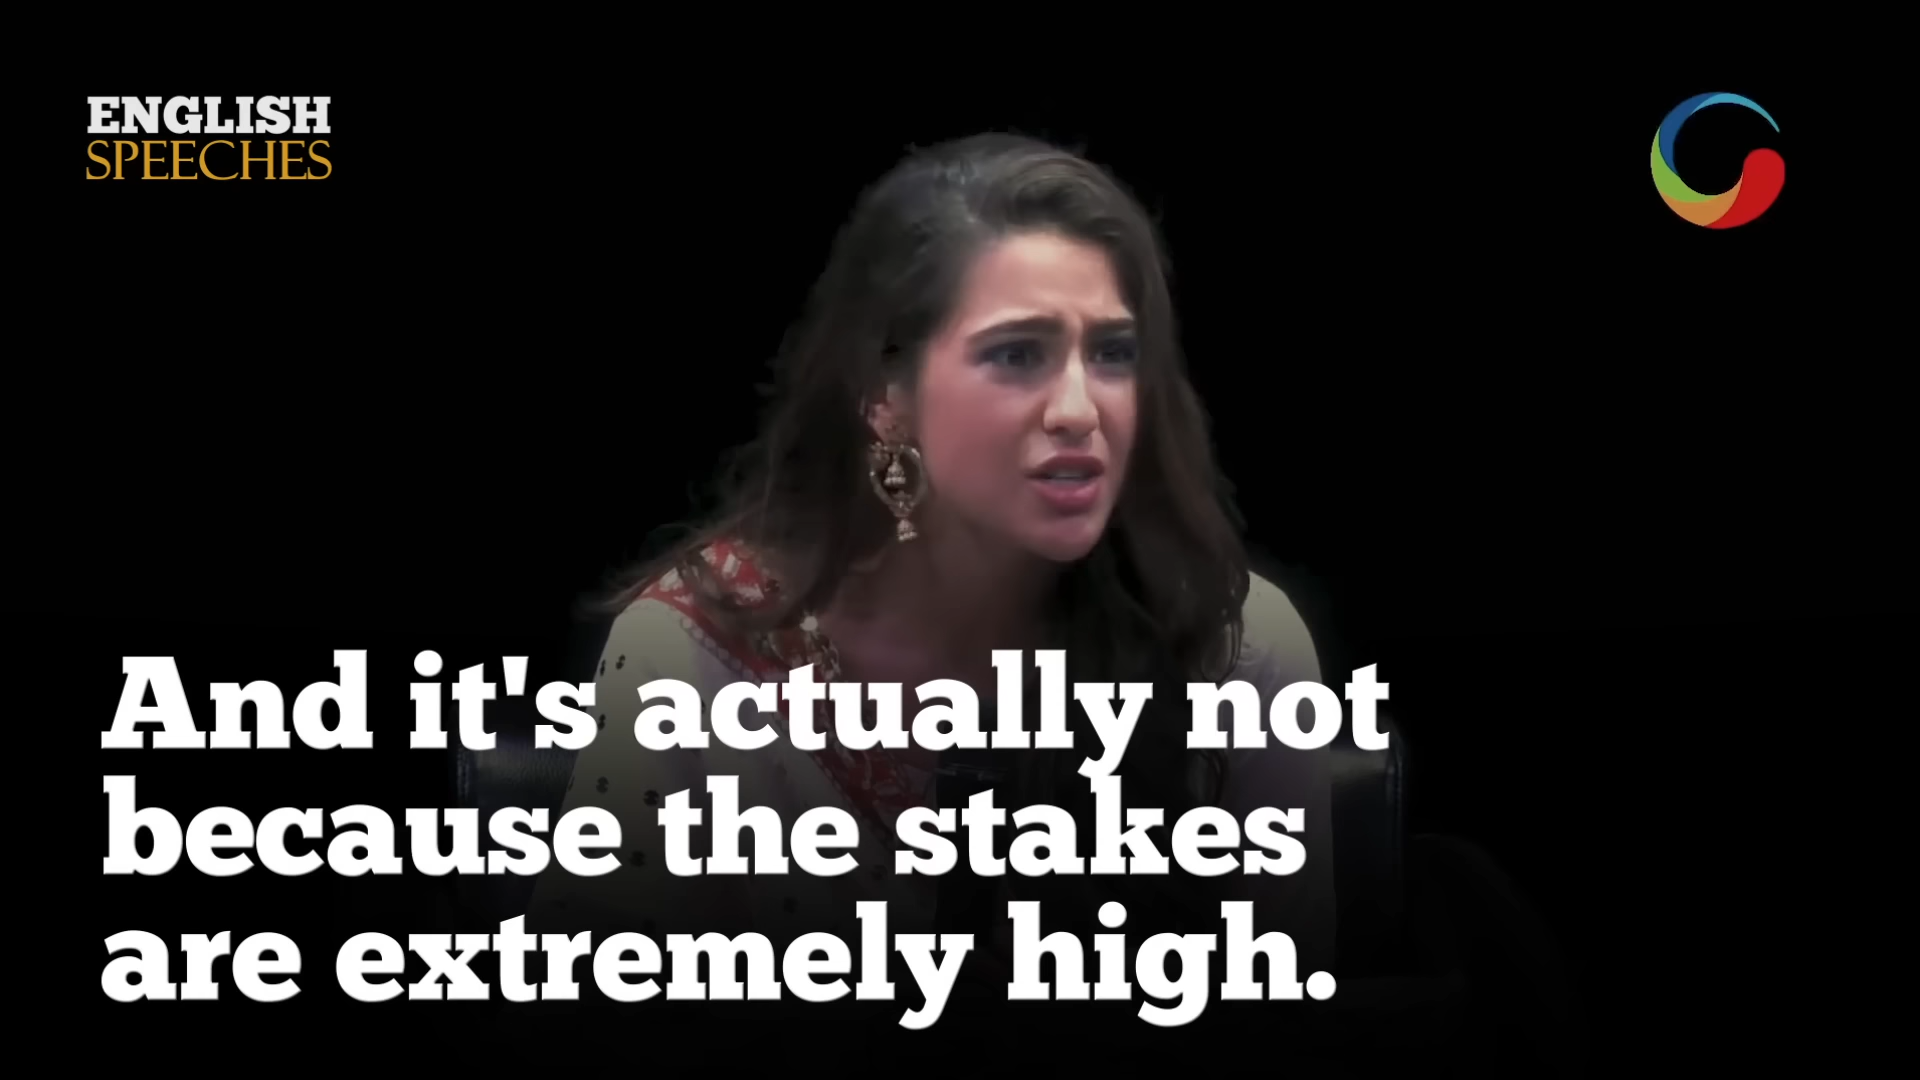 ENGLISH
SPEECHES
And it's actually not
because the stakes
are extremely high.